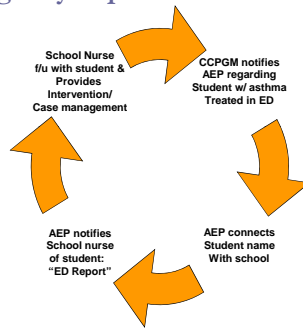 School Nurse
f/u with student &
Provides
Intervention/
Case management
CCPGM notifies
AEP regarding
Student w/ asthma
Treated in ED
AEP connects
Student name
With school
AEP notifies
School nurse
of student:
"ED Report"